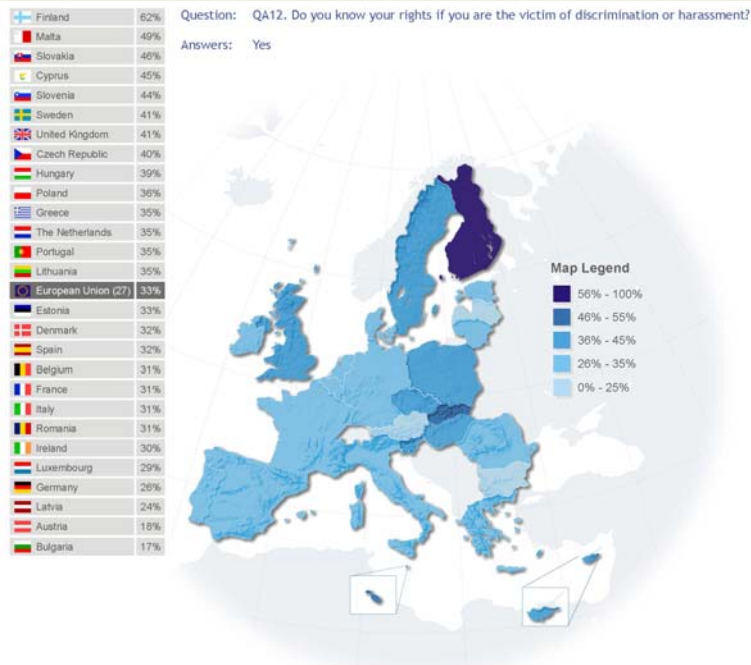 Finland 62%
Malta 49%
Slovakia 46%
Cyprus 45%
Slovenia 44%
Sweden 41%
United Kingdom 41%
Czech Republic 40%
Hungary 39%
Poland 36%
Greece 35%
The Netherlands 35%
Portugal 35%
Lithuania 35%
European Union (27) 33%
Estonia 33%
Denmark 32%
Spain 32%
Belgium 31%
France 31%
Italy 31%
Romania 31%
Ireland 30%
Luxembourg 29%
Germany 26%
Latvia 24%
Austria 18%
Bulgaria 17%
Question: QA12. Do you know your rights if you are the victim of discrimination or harassment?
Answers: Yes
Map Legend
56% - 100%
46% - 55%
36% - 45%
26% - 35%
0% - 25%